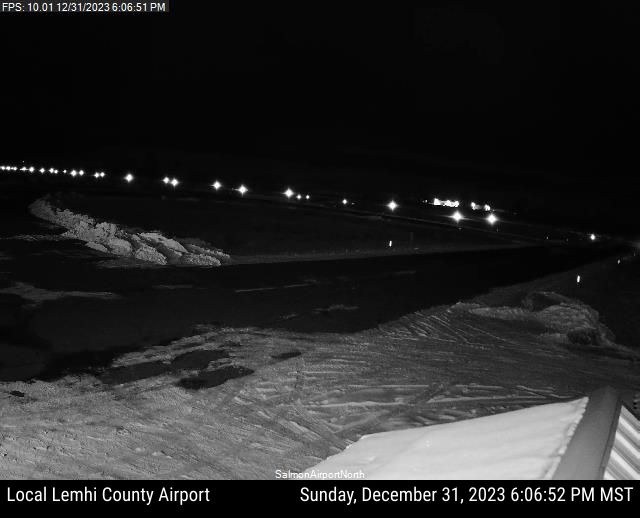 FPS: 10.01 12/31/2023 6:06:51 PM
SalmonAirportNorth
Local Lemhi County Airport
Sunday, December 31, 2023 6:06:52 PM MST